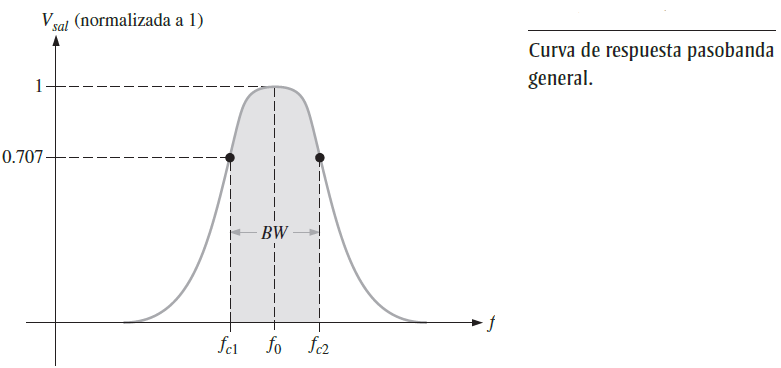 V_sal (normalizada a 1)
Curva de respuesta pasobanda
general.
1
0.707
BW
f
f_c1 f_0 f_c2